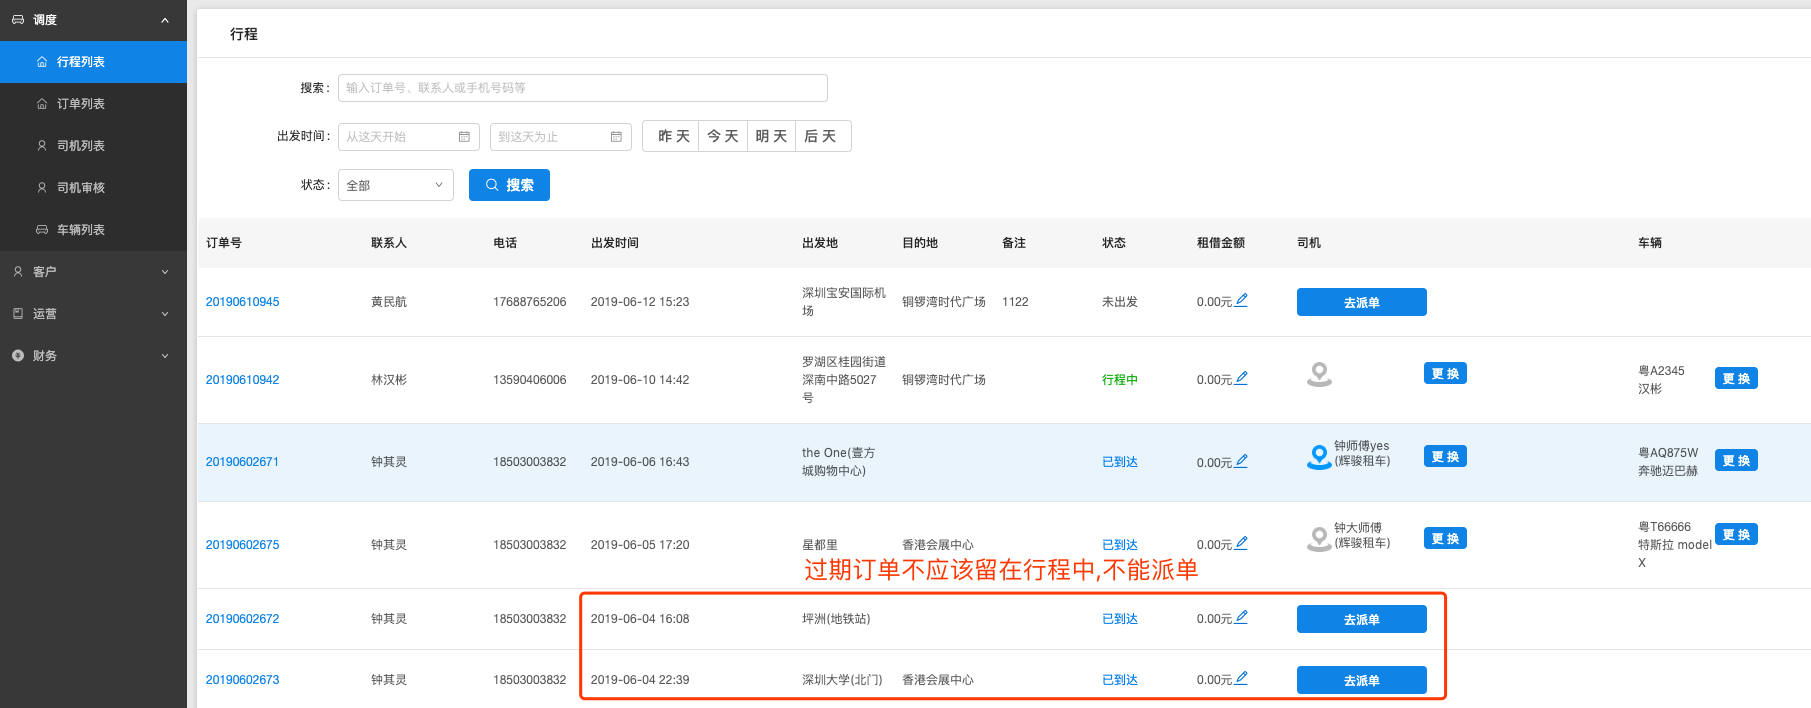 调度
行程列表
订单列表
司机列表
司机审核
车辆列表
客户
运营
财务
行程
搜索：
输入订单号、联系人或手机号码等
出发时间：
从这天开始
到这天为止
昨 天
今 天
明 天
后 天
状态：
全部
搜索
订单号 联系人 电话 出发时间 出发地 目的地 备注 状态 租借金额 司机 车辆
20190610945 黄民航 17688765206 2019-06-12 15:23 深圳宝安国际机
场 铜锣湾时代广场 1122 未出发 0.00元 去派单
20190610942 林汉彬 13590406006 2019-06-10 14:42 罗湖区桂园街道
深南中路5027
号 铜锣湾时代广场 行程中 0.00元 更 换 粤A2345
汉彬 更 换
20190602671 钟其灵 18503003832 2019-06-06 16:43 the One(壹方
城购物中心) 已到达 0.00元 钟师傅yes
(辉骏租车) 更 换 粤AQ875W
奔驰迈巴赫 更 换
20190602675 钟其灵 18503003832 2019-06-05 17:20 星都里 香港会展中心 已到达 0.00元 钟大师傅
(辉骏租车) 更 换 粤T66666
特斯拉 model
X 更 换
过期订单不应该留在行程中,不能派单
20190602672 钟其灵 18503003832 2019-06-04 16:08 坪洲(地铁站) 已到达 0.00元 去派单
20190602673 钟其灵 18503003832 2019-06-04 22:39 深圳大学(北门) 香港会展中心 已到达 0.00元 去派单